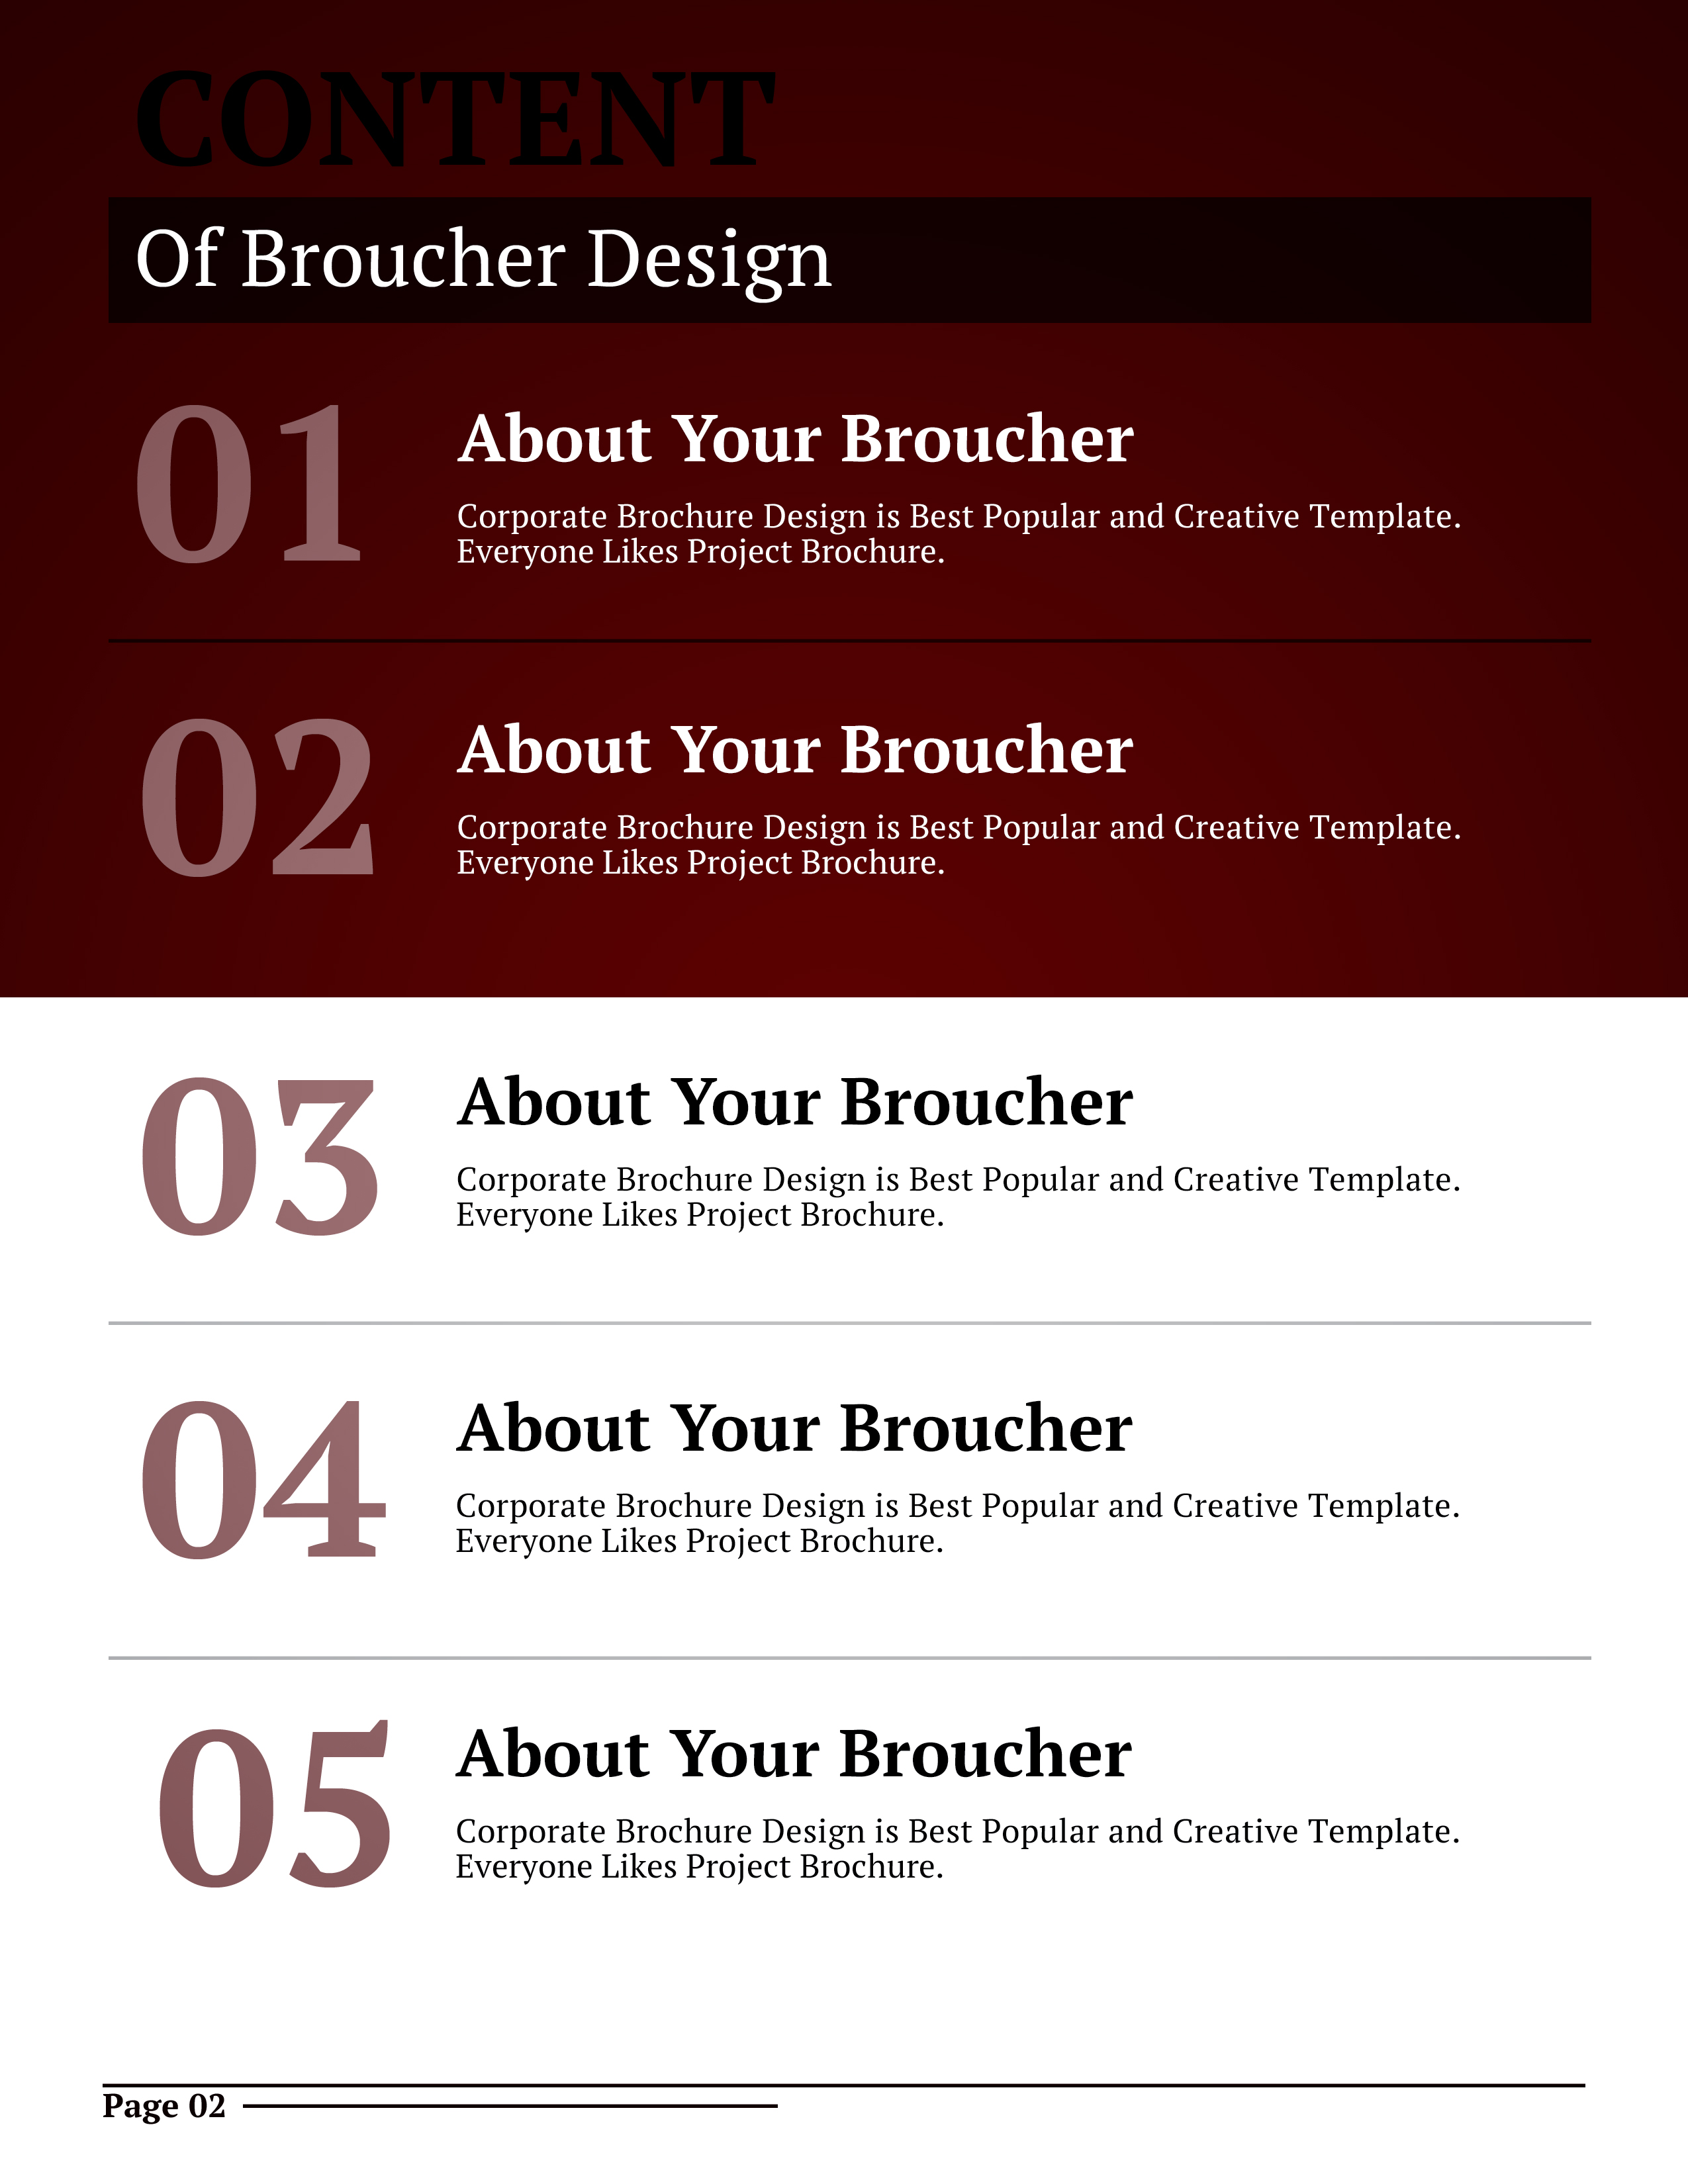 CONTENT
Of Broucher Design
01
About Your Broucher
Corporate Brochure Design is Best Popular and Creative Template.
Everyone Likes Project Brochure.
02
About Your Broucher
Corporate Brochure Design is Best Popular and Creative Template.
Everyone Likes Project Brochure.
03
About Your Broucher
Corporate Brochure Design is Best Popular and Creative Template.
Everyone Likes Project Brochure.
04
About Your Broucher
Corporate Brochure Design is Best Popular and Creative Template.
Everyone Likes Project Brochure.
05
About Your Broucher
Corporate Brochure Design is Best Popular and Creative Template.
Everyone Likes Project Brochure.
Page 02